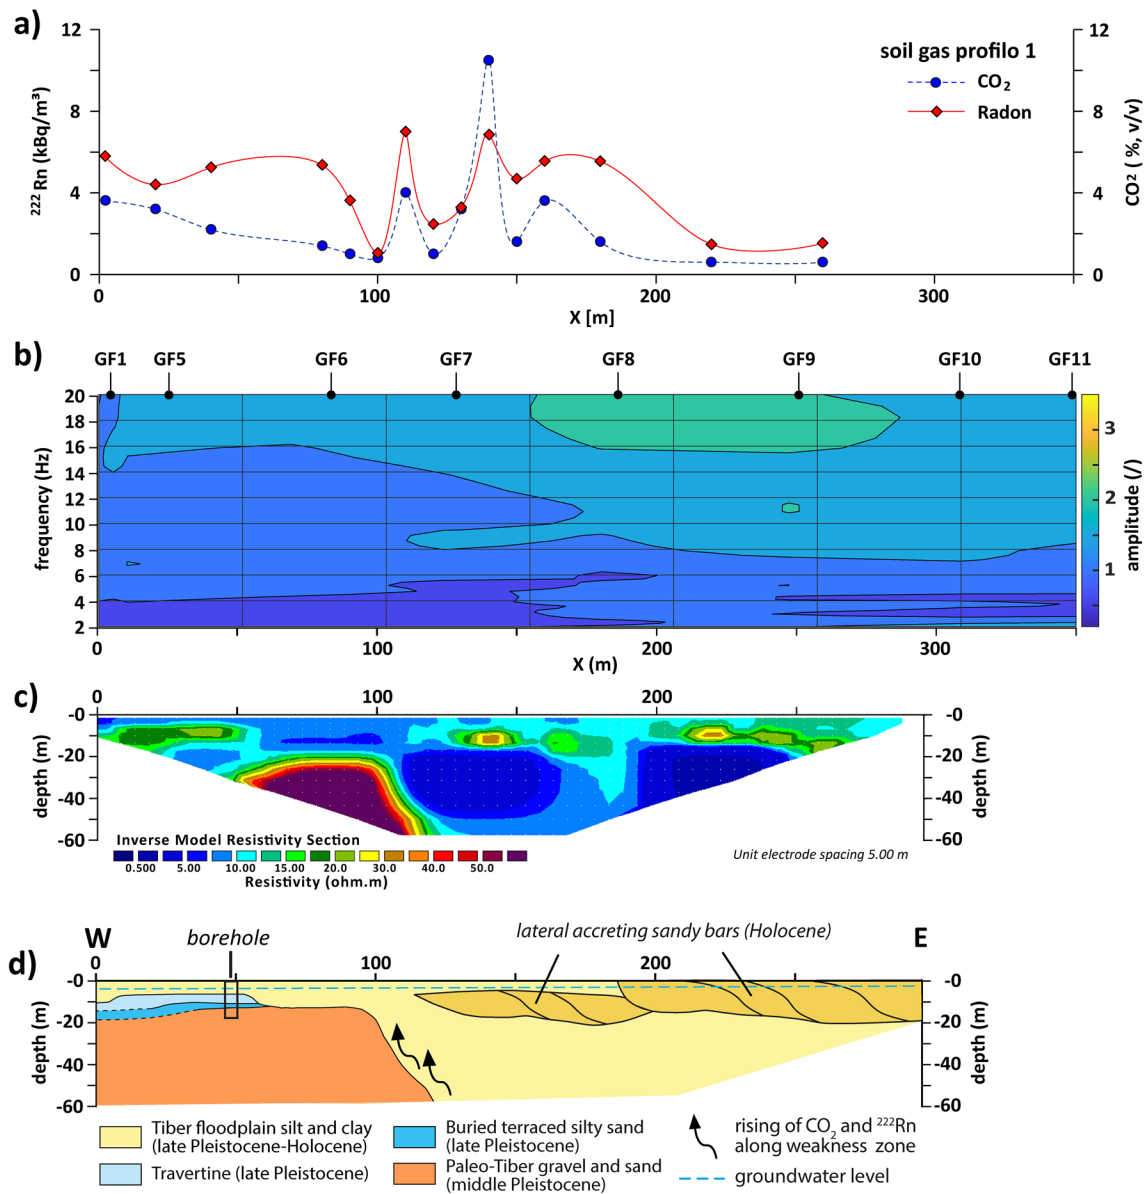 a)
12
8
4
0
²²² Rn (kBq/m³)
soil gas profilo 1
CO₂
Radon
12
8
4
0
CO² ( %, v/v)
0 100 200 300
X [m]
b)
GF1 GF5 GF6 GF7 GF8 GF9 GF10 GF11
20
18
16
14
12
10
8
6
4
2
frequency (Hz)
3
2
1
amplitude (/)
0 100 200 300
X (m)
c)
0 100 200
-0
-20
-40
-60
depth (m)
-0
-20
-40
-60
depth (m)
Inverse Model Resistivity Section
0.500 5.00 10.00 15.00 20.0 30.0 40.0 50.0
Resistivity (ohm.m)
Unit electrode spacing 5.00 m
W
borehole
lateral accreting sandy bars (Holocene)
E
d)
0 100 200
-0
-20
-40
-60
depth (m)
-0
-20
-40
-60
depth (m)
Tiber floodplain silt and clay
(late Pleistocene-Holocene)
Travertine (late Pleistocene)
Buried terraced silty sand
(late Pleistocene)
Paleo-Tiber gravel and sand
(middle Pleistocene)
rising of CO₂ and ²²²Rn
along weakness zone
groundwater level